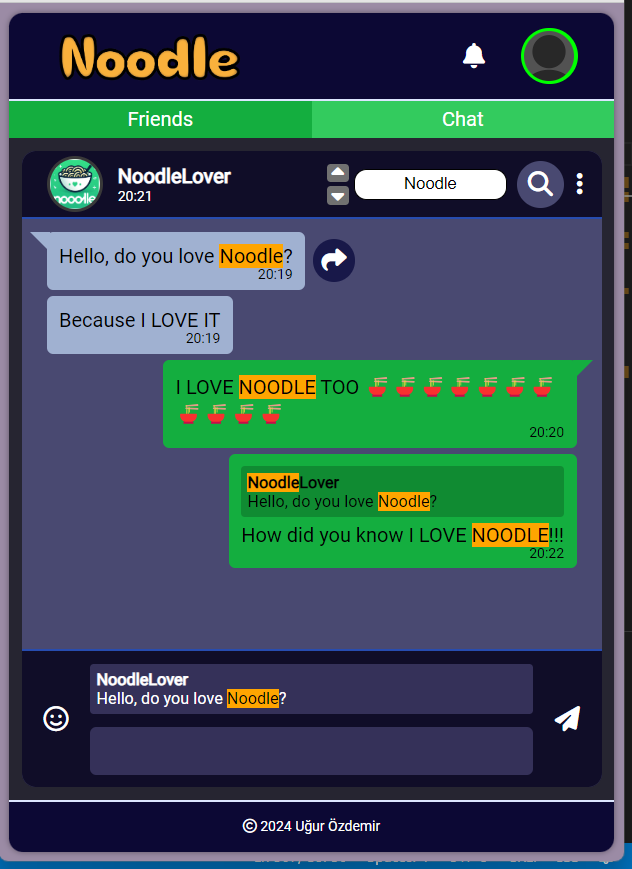 Noodle
Friends
Chat
noodle
NoodleLover
20:21
Noodle
Hello, do you love Noodle?
20:19
Because I LOVE IT
20:19
I LOVE NOODLE TOO 🍜 🍜 🍜 🍜 🍜 🍜 🍜
🍜 🍜 🍜 🍜
20:20
NoodleLover
Hello, do you love Noodle?
How did you know I LOVE NOODLE!!!
20:22
NoodleLover
Hello, do you love Noodle?
© 2024 Uğur Özdemir